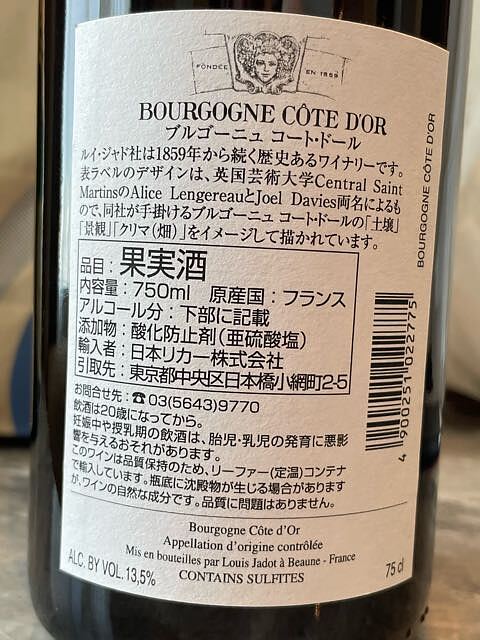 FONDÉE EN 1859
BOURGOGNE CÔTE D'OR
ブルゴーニュ コート・ドール
ルイ・ジャド社は1859年から続く歴史あるワイナリーです。
表ラベルのデザインは、英国芸術大学Central Saint
MartinsのAlice LengereauとJoel Davies両名によるも
ので、同社が手掛けるブルゴーニュ コート・ドールの「土壌」
「景観」「クリマ(畑)」をイメージして描かれています。
品目:果実酒
内容量:750ml 原産国:フランス
アルコール分:下部に記載
添加物:酸化防止剤(亜硫酸塩)
輸入者:日本リカー株式会社
引取先:東京都中央区日本橋小網町2-5
お問合せ先:☎03(5643)9770
飲酒は20歳になってから。
妊娠中や授乳期の飲酒は、胎児・乳児の発育に悪影
響を与えるおそれがあります。
このワインは品質保持のため、リーファー(定温)コンテナ
で輸入しています。瓶底に沈殿物が生じる場合があります
が、ワインの自然な成分です。品質に問題はありません。
Bourgogne Côte d'Or
Appellation d'origine contrôlée
Mis en bouteilles par Louis Jadot à Beaune - France
ALC. BY VOL. 13,5% CONTAINS SULFITES 75 cl
BOURGOGNE CÔTE D'OR
4 900251 022775